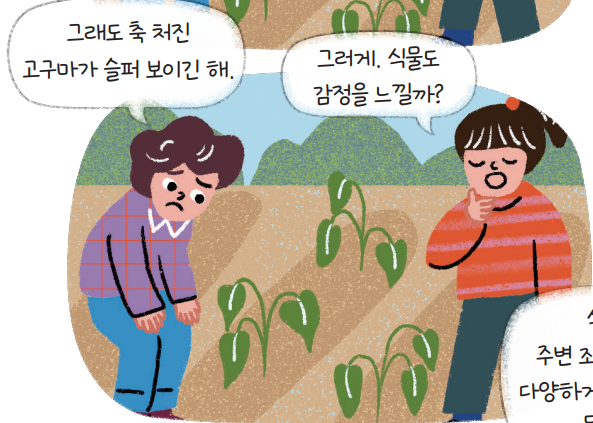 그래도 축 처진
고구마가 슬퍼 보이긴 해.
그러게. 식물도
감정을 느낄까?
주변
다양하게